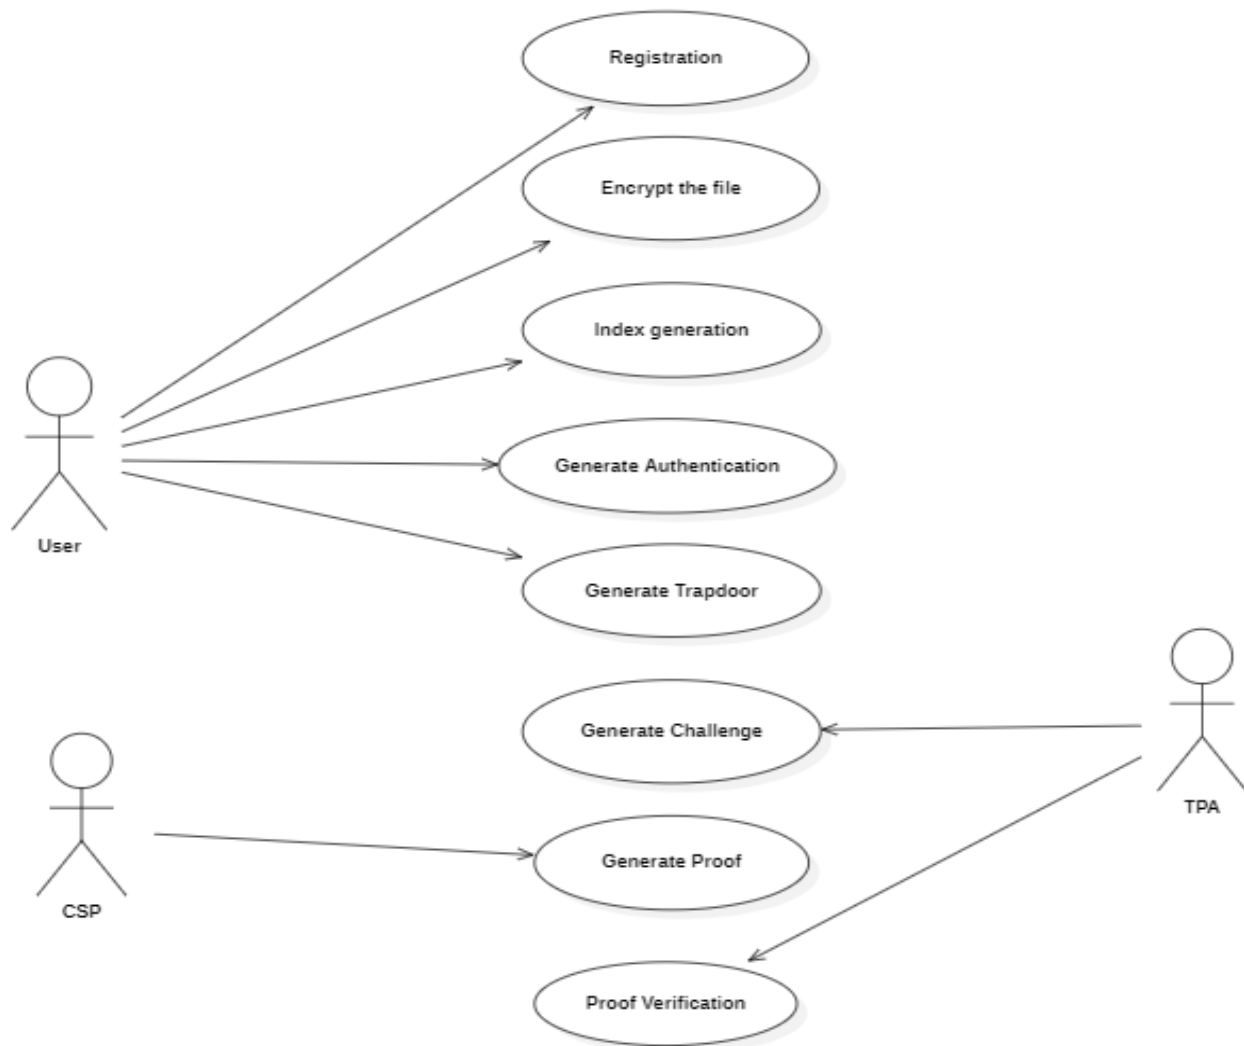 Registration
Encrypt the file
Index generation
Generate Authentication
User
Generate Trapdoor
Generate Challenge
TPA
Generate Proof
CSP
Proof Verification